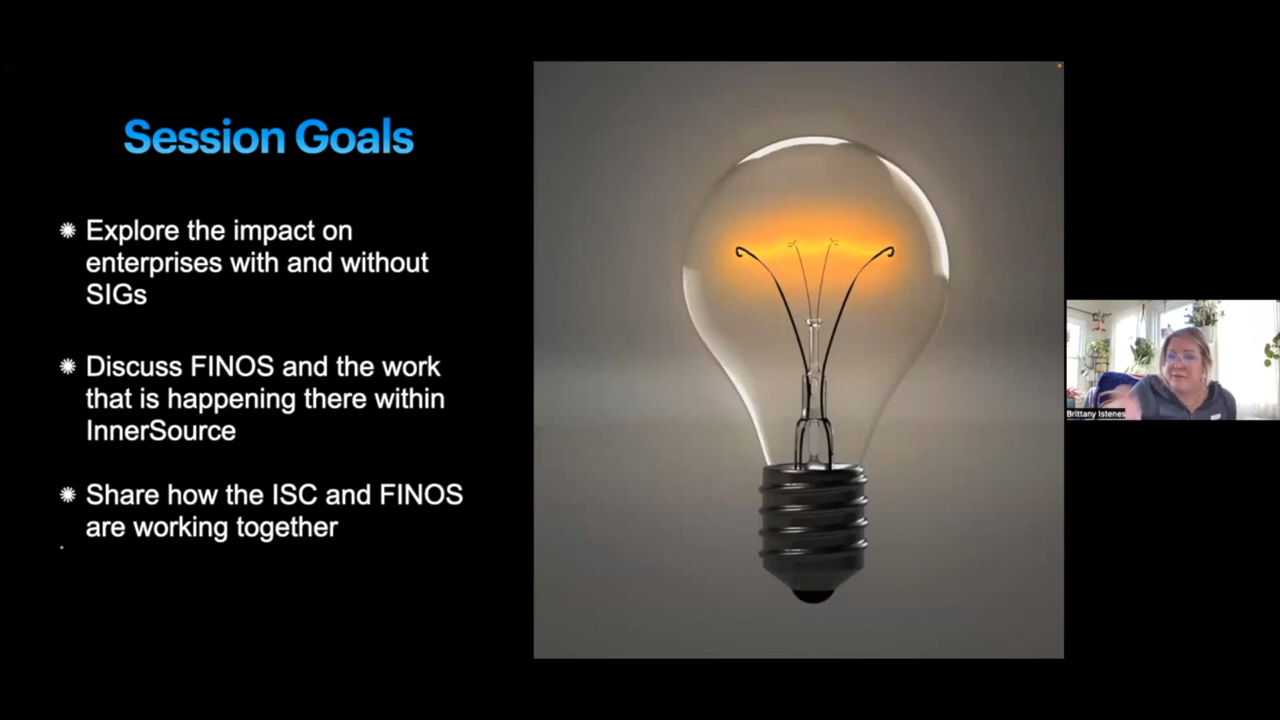 Session Goals
Explore the impact on
enterprises with and without
SIGs
Discuss FINOS and the work
that is happening there within
InnerSource
Share how the ISC and FINOS
are working together
Brittany Istenes